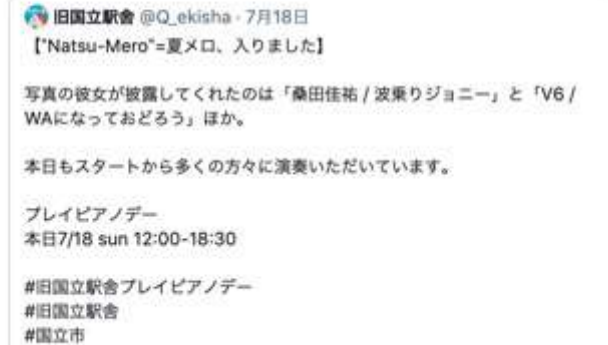 旧国立駅舎 @Q_ekisha · 7月18日
【"Natsu-Mero"=夏メロ、入りました】
写真の彼女が披露してくれたのは「桑田佳祐 / 波乗りジョニー」と「V6 /
WAになっておどろう」ほか。
本日もスタートから多くの方々に演奏いただいています。
プレイピアノデー
本日7/18 sun 12:00-18:30
#旧国立駅舎プレイピアノデー
#旧国立駅舎
#国立市